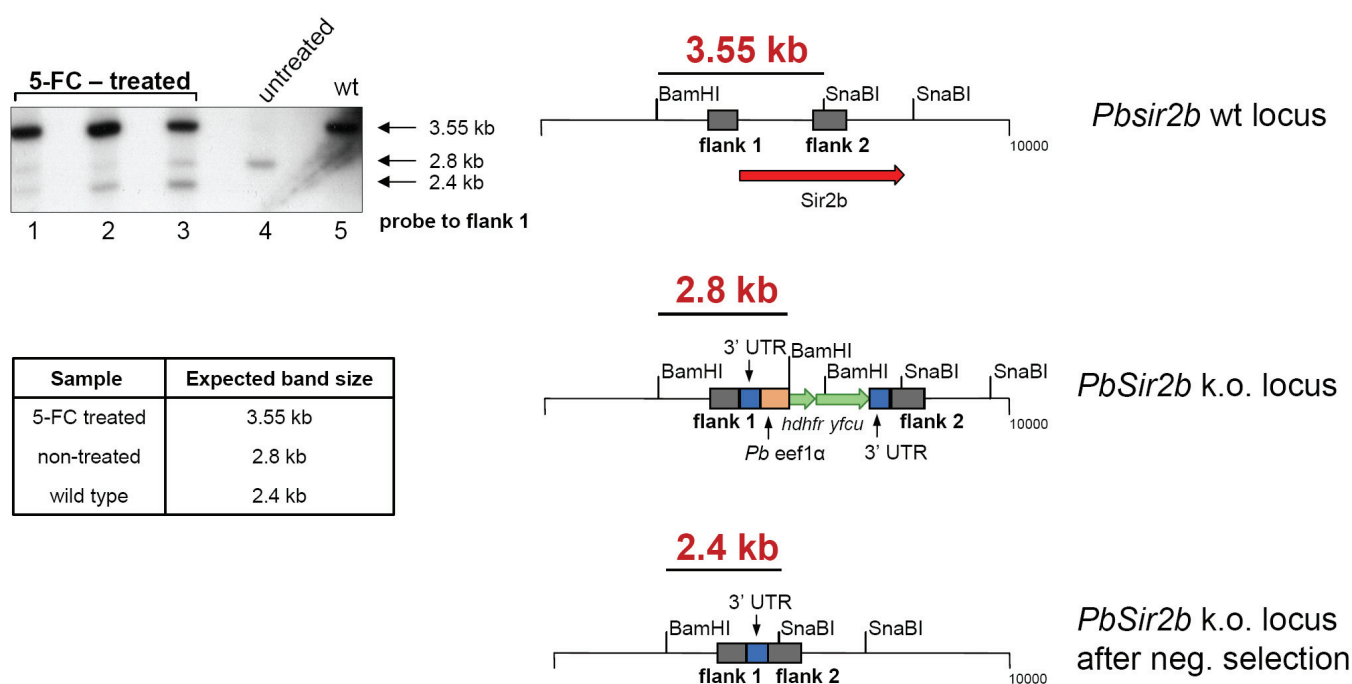 5-FC – treated
untreated
wt
3.55 kb
2.8 kb
2.4 kb
1 2 3 4 5
probe to flank 1
Sample Expected band size
5-FC treated 3.55 kb
non-treated 2.8 kb
wild type 2.4 kb
3.55 kb
BamHI SnaBI SnaBI
flank 1 flank 2
10000
Sir2b
Pbsir2b wt locus
2.8 kb
3’ UTR
BamHI
BamHI BamHI SnaBI SnaBI
flank 1 hdhfr yfcu flank 2
10000
Pb eef1α 3’ UTR
PbSir2b k.o. locus
2.4 kb
3’ UTR
BamHI SnaBI SnaBI
flank 1 flank 2
10000
PbSir2b k.o. locus
after neg. selection